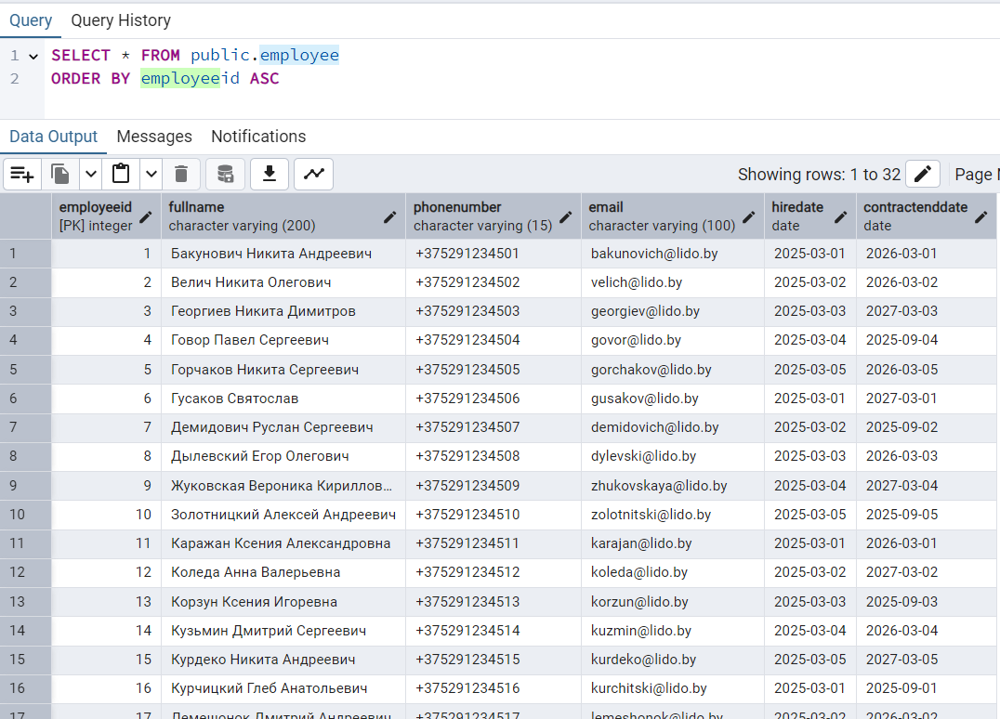 Query Query History
1 SELECT * FROM public.employee
2 ORDER BY employeeid ASC
Data Output Messages Notifications
Showing rows: 1 to 32 Page
employeeid fullname phonenumber email hiredate contractenddate
[PK] integer character varying (200) character varying (15) character varying (100) date date
1 1 Бакунович Никита Андреевич +375291234501 bakunovich@lido.by 2025-03-01 2026-03-01
2 2 Велич Никита Олегович +375291234502 velich@lido.by 2025-03-02 2026-03-02
3 3 Георгиев Никита Димитров +375291234503 georgiev@lido.by 2025-03-03 2027-03-03
4 4 Говор Павел Сергеевич +375291234504 govor@lido.by 2025-03-04 2025-09-04
5 5 Горчаков Никита Сергеевич +375291234505 gorchakov@lido.by 2025-03-05 2026-03-05
6 6 Гусаков Святослав +375291234506 gusakov@lido.by 2025-03-01 2027-03-01
7 7 Демидович Руслан Сергеевич +375291234507 demidovich@lido.by 2025-03-02 2025-09-02
8 8 Дылевский Егор Олегович +375291234508 dylevski@lido.by 2025-03-03 2026-03-03
9 9 Жуковская Вероника Кириллов... +375291234509 zhukovskaya@lido.by 2025-03-04 2027-03-04
10 10 Золотницкий Алексей Андреевич +375291234510 zolotnitski@lido.by 2025-03-05 2025-09-05
11 11 Каражан Ксения Александровна +375291234511 karajan@lido.by 2025-03-01 2026-03-01
12 12 Коледа Анна Валерьевна +375291234512 koleda@lido.by 2025-03-02 2027-03-02
13 13 Корзун Ксения Игоревна +375291234513 korzun@lido.by 2025-03-03 2025-09-03
14 14 Кузьмин Дмитрий Сергеевич +375291234514 kuzmin@lido.by 2025-03-04 2026-03-04
15 15 Курдеко Никита Андреевич +375291234515 kurdeko@lido.by 2025-03-05 2027-03-05
16 16 Курчицкий Глеб Анатольевич +375291234516 kurchitski@lido.by 2025-03-01 2025-09-01
17 17 Лемешонок Дмитрий Андреевич +375291234517 lemeshonok@lido.by 2025-03-02 2026-03-02